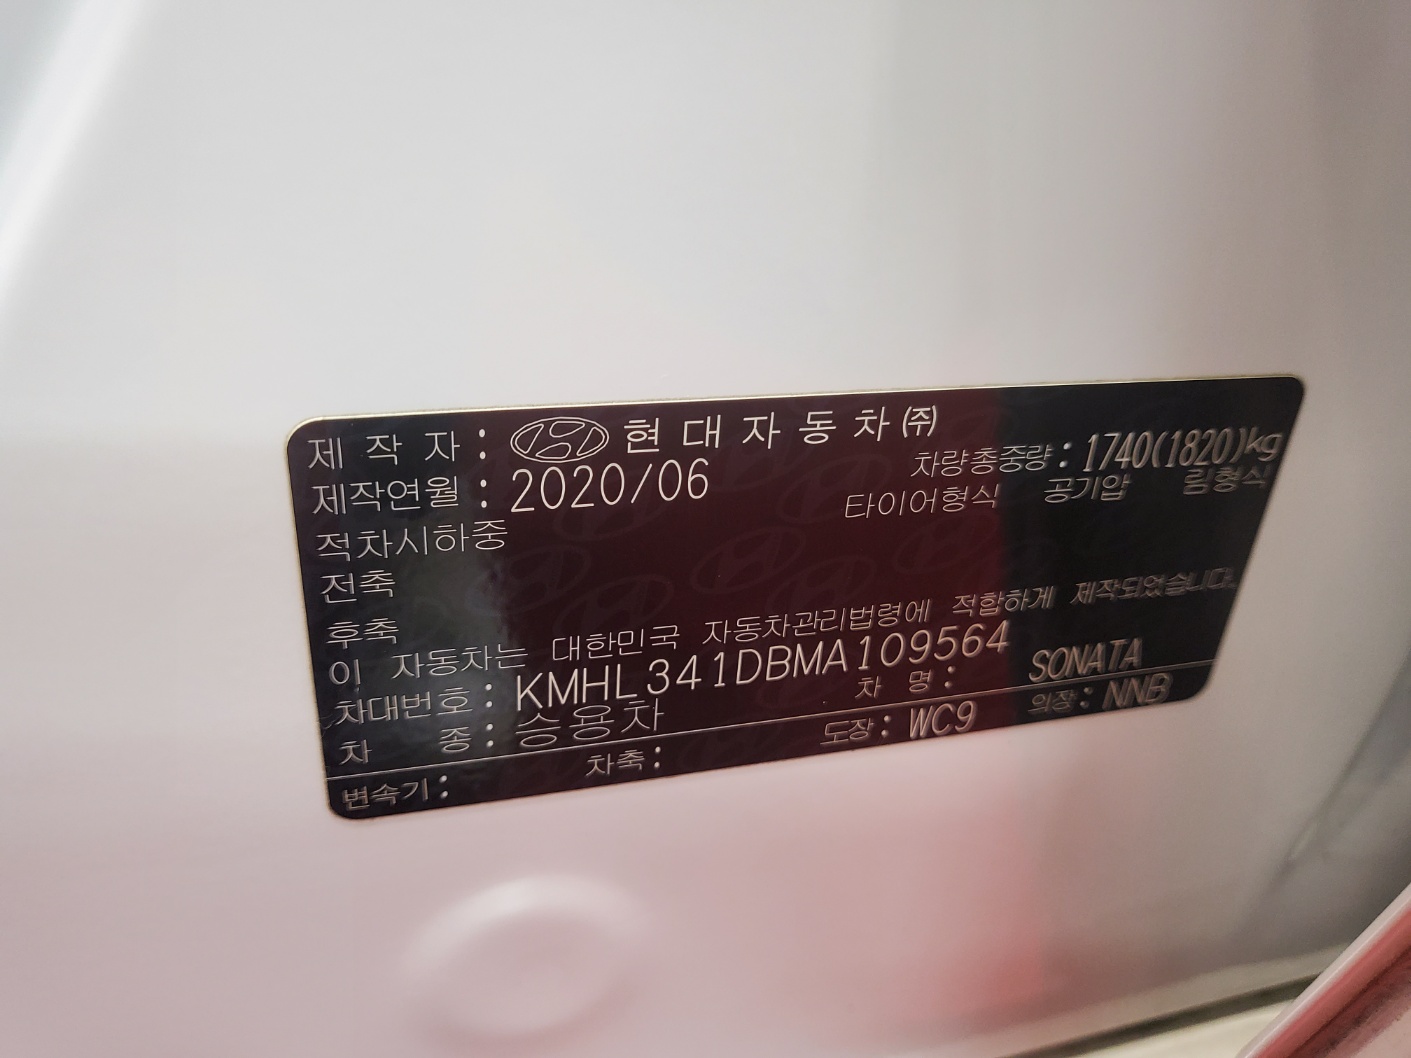 제 작 자 : 현 대 자 동 차 ㈜
제작연월 : 2020/06 차량총중량 : 1740(1820)kg
적차시하중 타이어형식 공기압 림형식
전축
후축
이 자동차는 대한민국 자동차관리법령에 적합하게 제작되었습니다.
차대번호 : KMHL341DBMA109564
차 종 : 승용차 차 명 : SONATA
변속기 : 차축 : 도장 : WC9 의장 : NNB